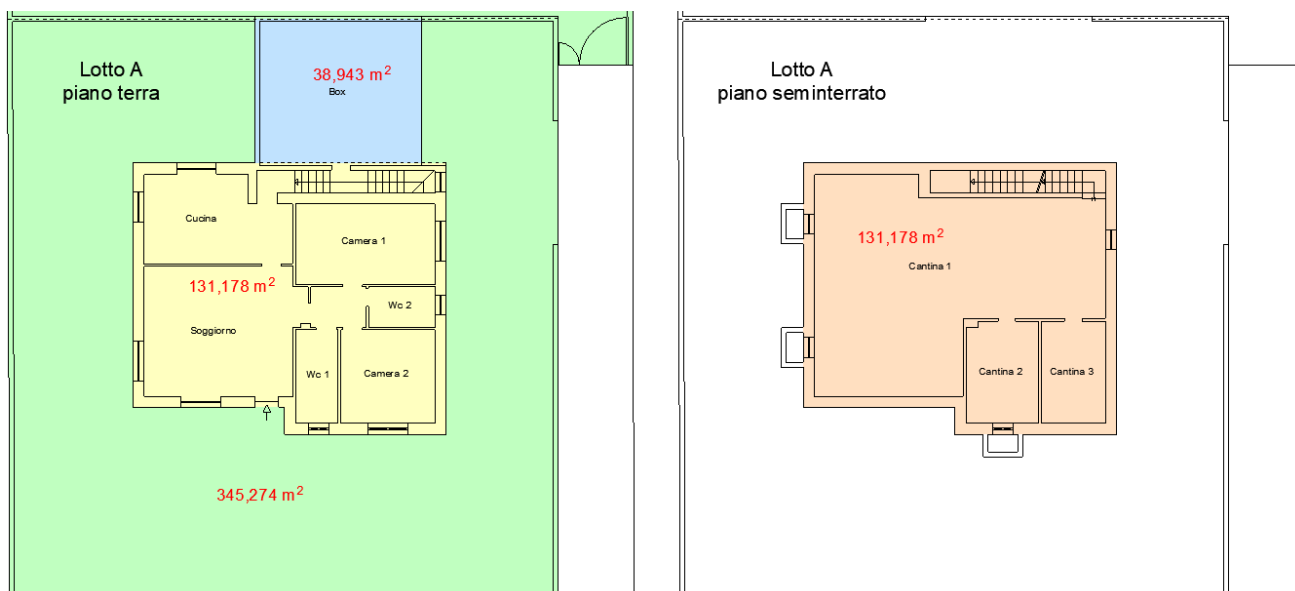 Lotto A
piano terra
38,943 m²
Box
Cucina
Camera 1
131,178 m²
Wc 2
Soggiorno
Wc 1
Camera 2
345,274 m²
Lotto A
piano seminterrato
131,178 m²
Cantina 1
Cantina 2
Cantina 3